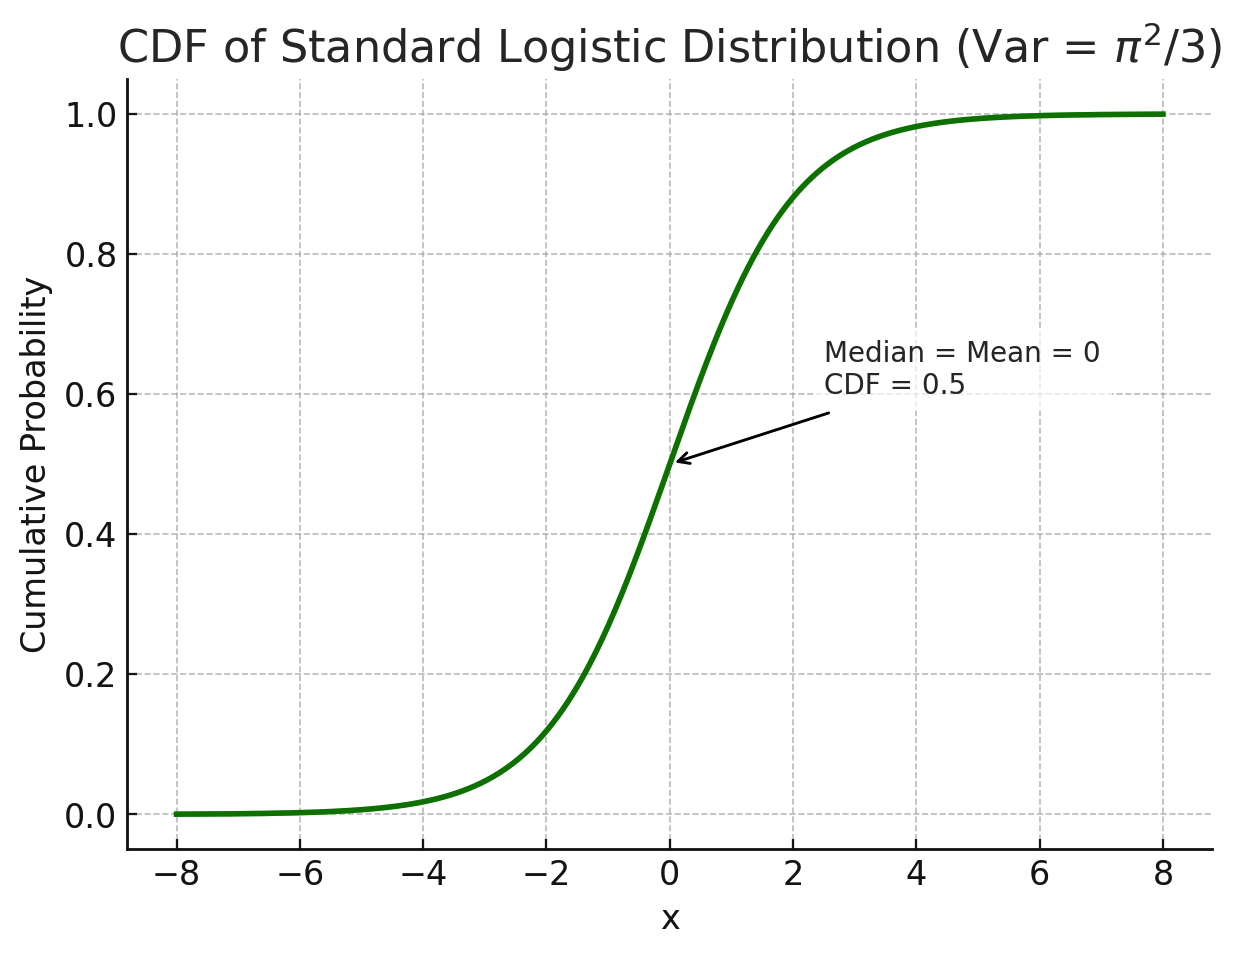 CDF of Standard Logistic Distribution (Var = π²/3)
Cumulative Probability
1.0
0.8
0.6
0.4
0.2
0.0
Median = Mean = 0
CDF = 0.5
−8 −6 −4 −2 0 2 4 6 8
x